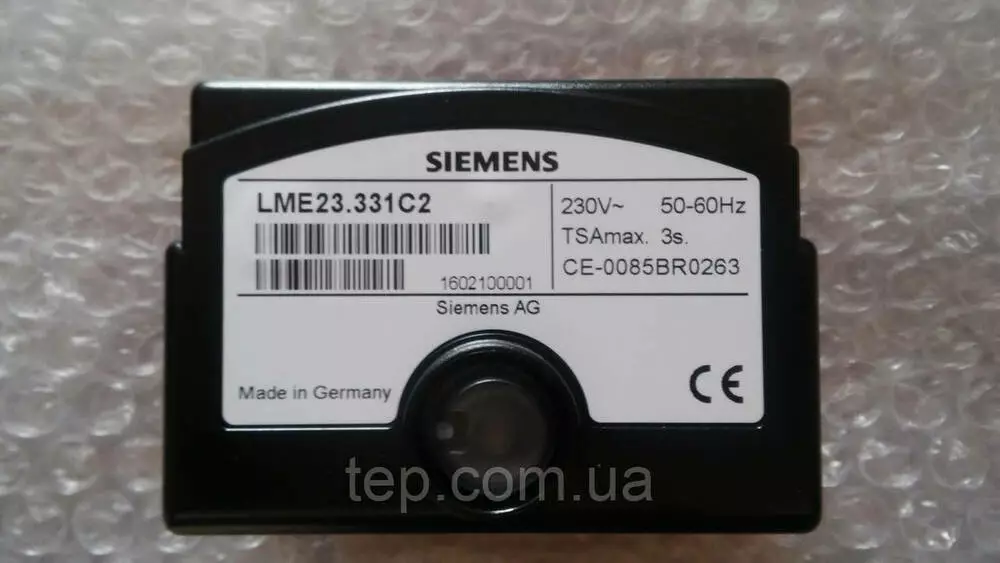 SIEMENS
LME23.331C2
230V~ 50-60Hz
TSAmax. 3s.
CE-0085BR0263
1602100001
Siemens AG
Made in Germany
CE
tep.com.ua